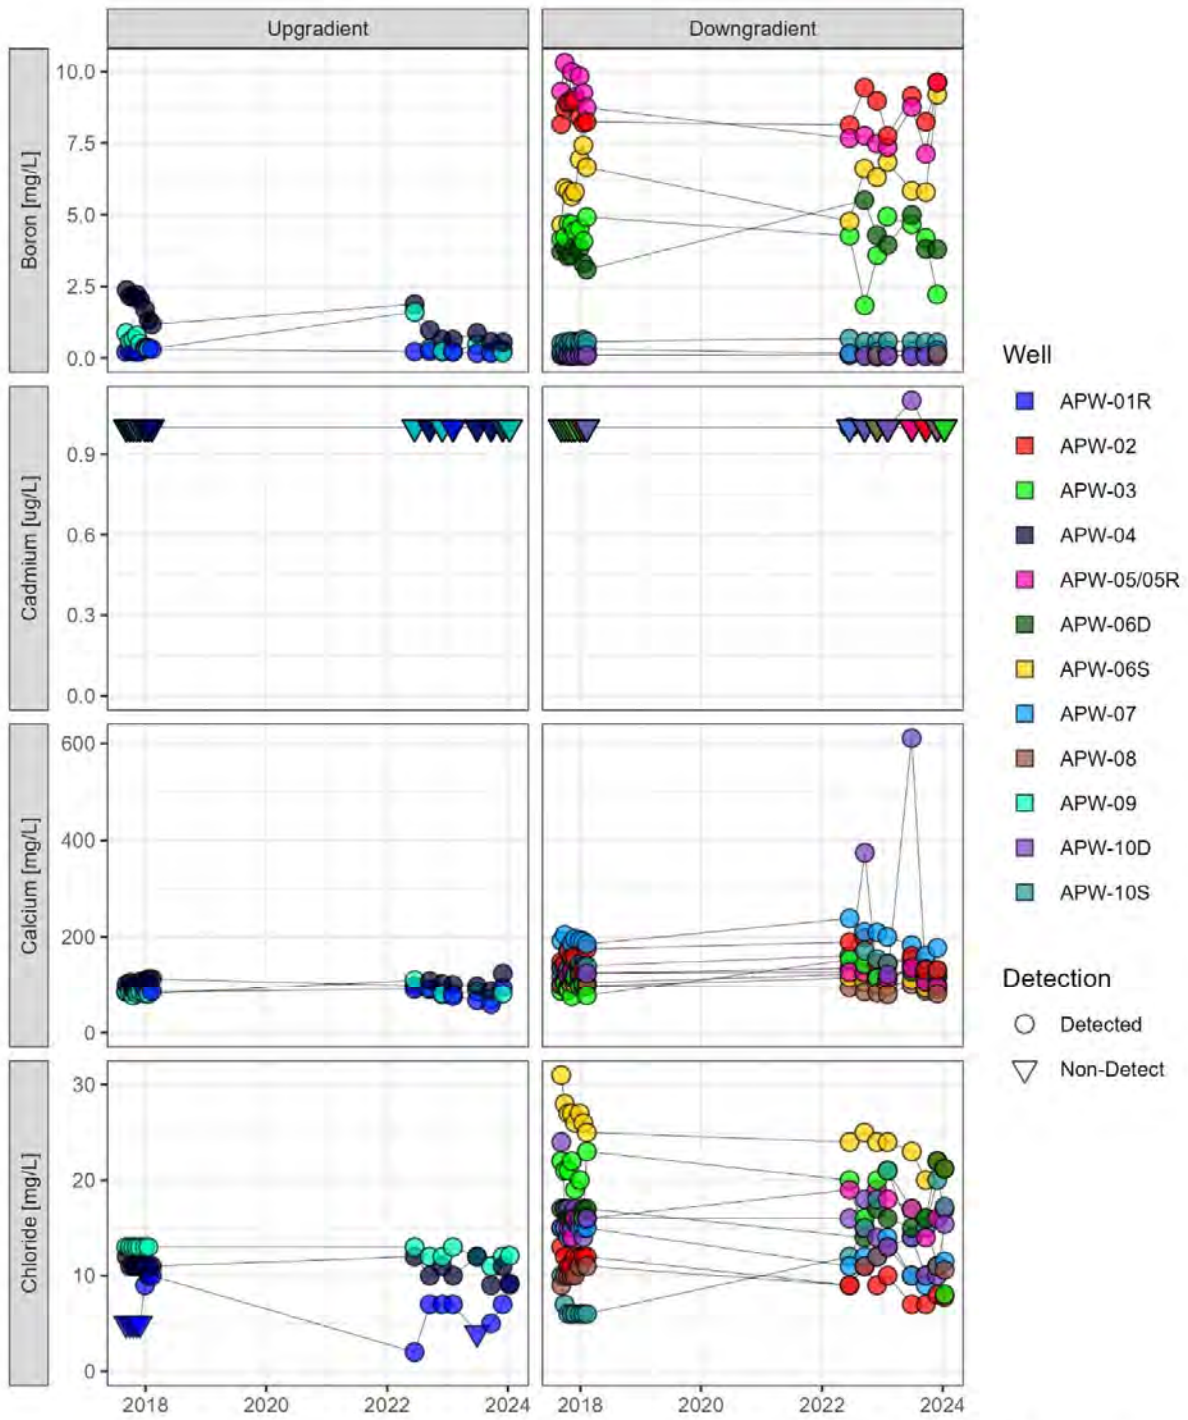 Upgradient Downgradient
Boron [mg/L]
10.0
7.5
5.0
2.5
0.0
Cadmium [ug/L]
0.9
0.6
0.3
0.0
Calcium [mg/L]
600
400
200
0
Chloride [mg/L]
30
20
10
0
2018 2020 2022 2024 2018 2020 2022 2024
Well
APW-01R
APW-02
APW-03
APW-04
APW-05/05R
APW-06D
APW-06S
APW-07
APW-08
APW-09
APW-10D
APW-10S
Detection
Detected
Non-Detect